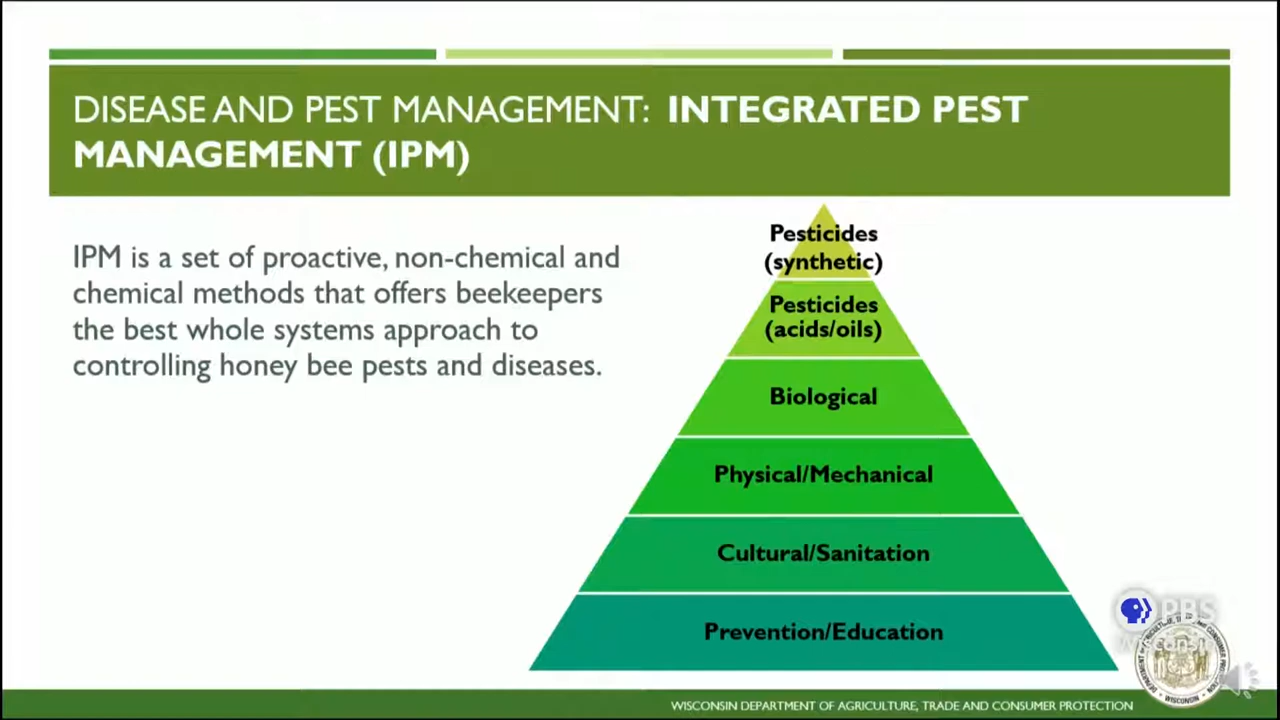 DISEASE AND PEST MANAGEMENT: INTEGRATED PEST
MANAGEMENT (IPM)
IPM is a set of proactive, non-chemical and
chemical methods that offers beekeepers
the best whole systems approach to
controlling honey bee pests and diseases.
Pesticides
(synthetic)
Pesticides
(acids/oils)
Biological
Physical/Mechanical
Cultural/Sanitation
Prevention/Education
PBS
Wisconsin
WISCONSIN
WISCONSIN DEPARTMENT OF AGRICULTURE, TRADE AND CONSUMER PROTECTION